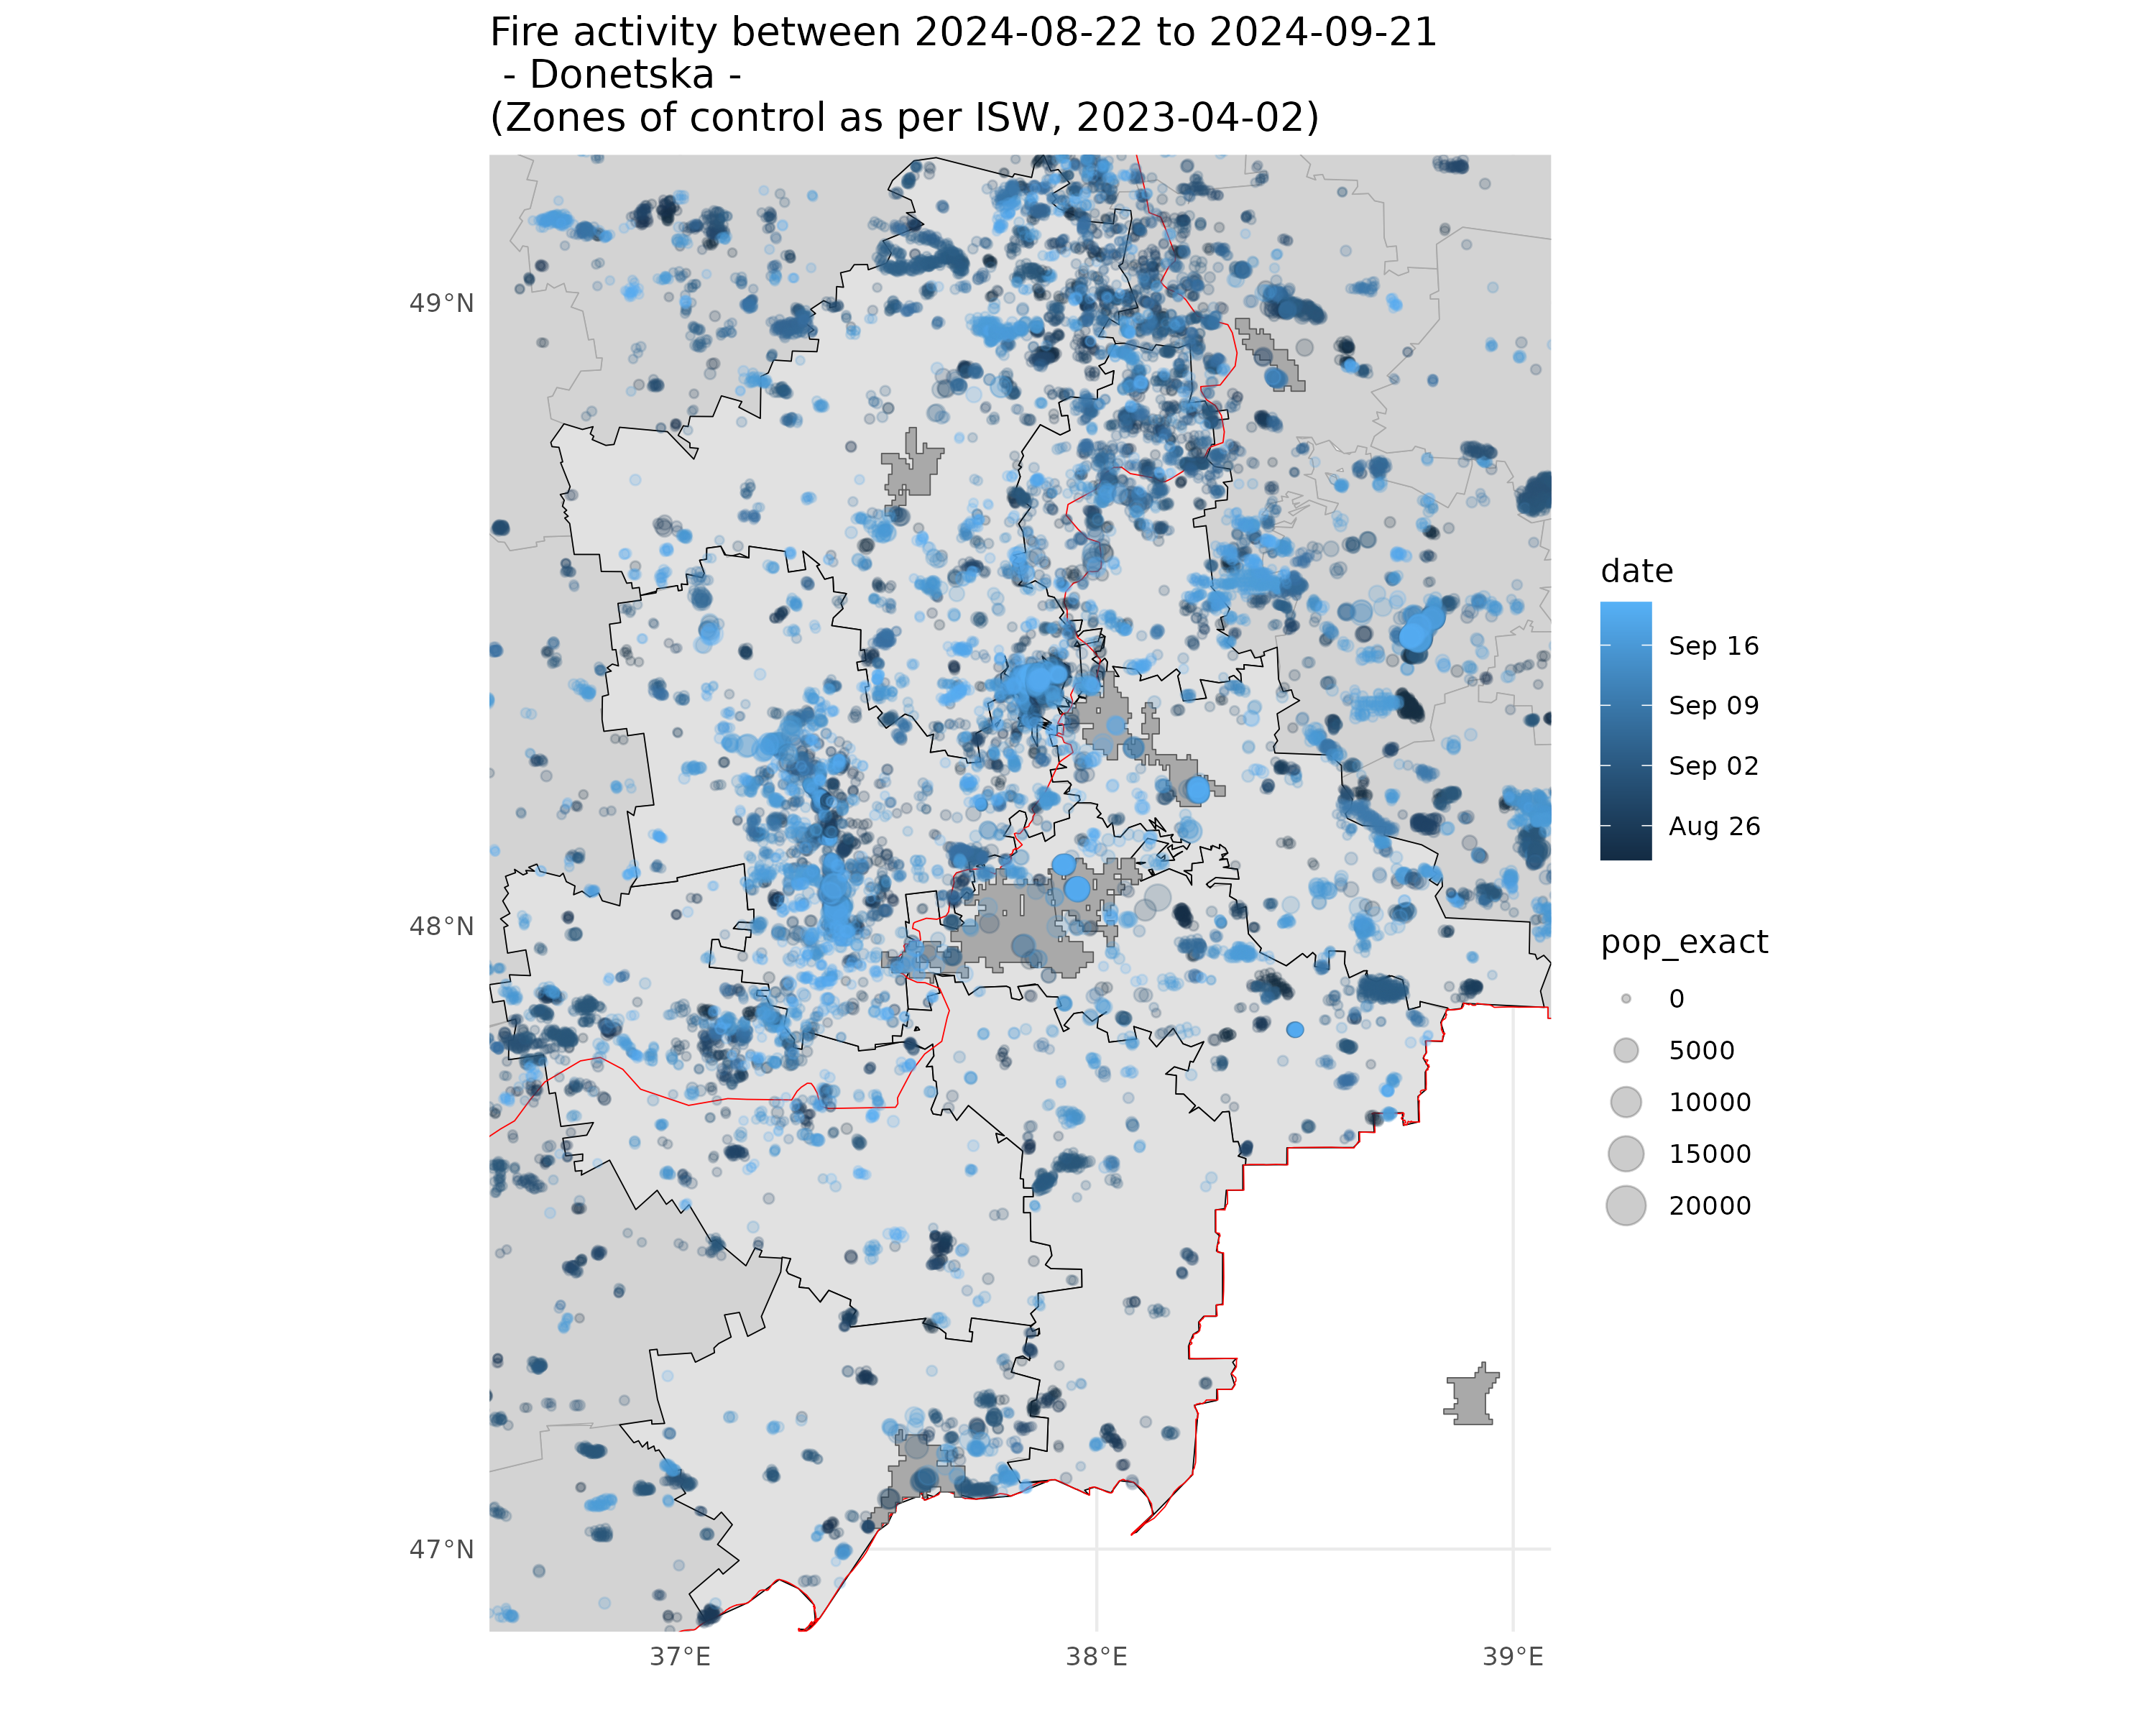 Fire activity between 2024-08-22 to 2024-09-21
- Donetska -
(Zones of control as per ISW, 2023-04-02)
49°N
48°N
47°N
37°E
38°E
39°E
date
Sep 16
Sep 09
Sep 02
Aug 26
pop_exact
0
5000
10000
15000
20000